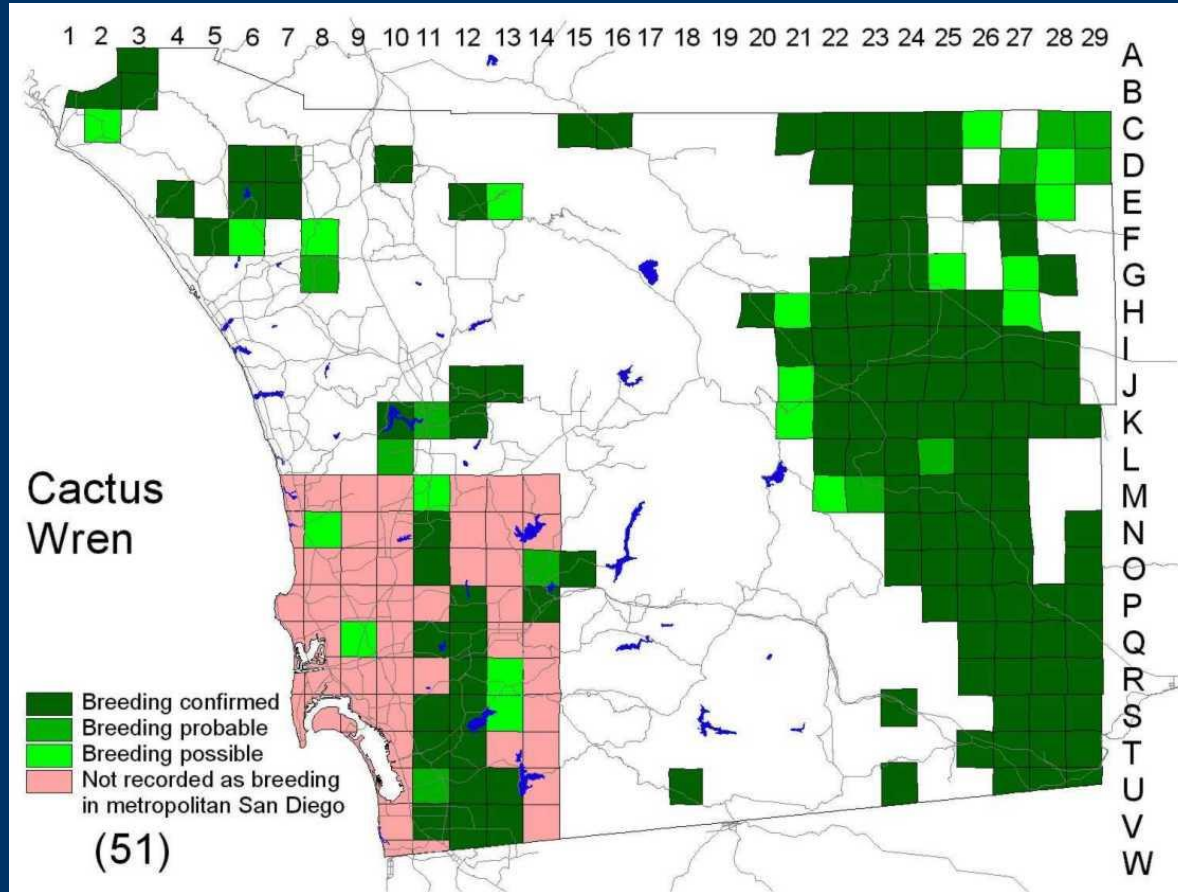 1 2 3 4 5 6 7 8 9 10 11 12 13 14 15 16 17 18 19 20 21 22 23 24 25 26 27 28 29
A
B
C
D
E
F
G
H
I
J
K
L
M
N
O
P
Q
R
S
T
U
V
W
Cactus
Wren
Breeding confirmed
Breeding probable
Breeding possible
Not recorded as breeding
in metropolitan San Diego
(51)